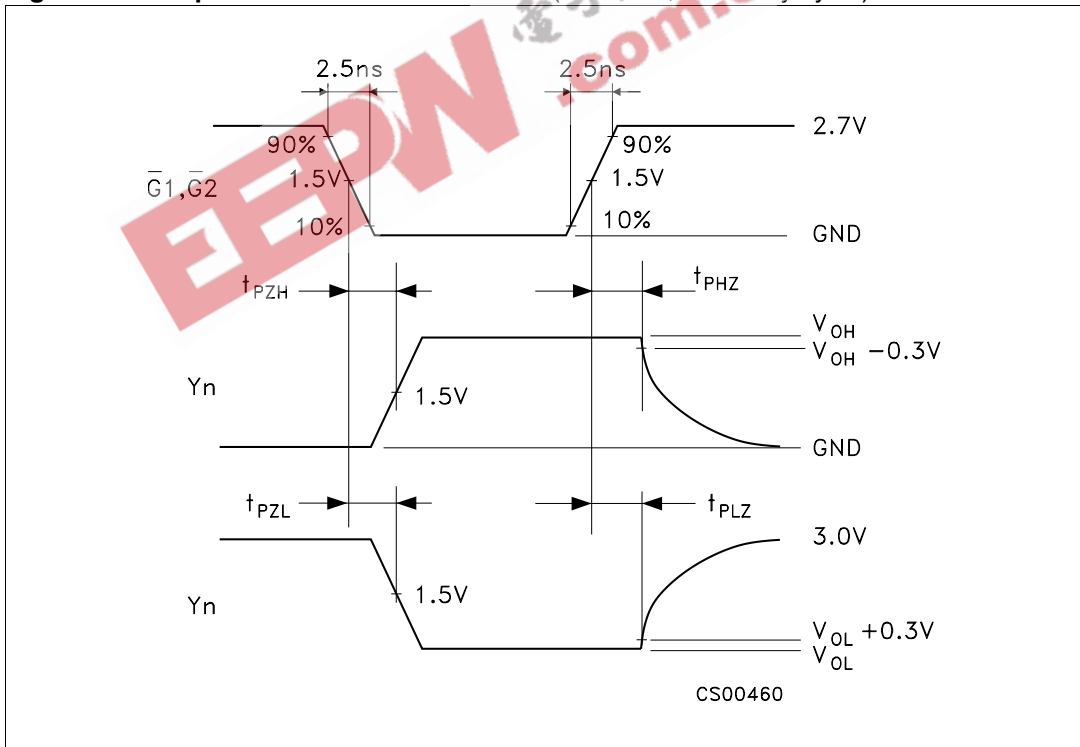 2.5ns 2.5ns
2.7V
90% 90%
G̅1,G̅2 1.5V 1.5V
10% 10%
GND
tPZH tPHZ
VOH
VOH −0.3V
Yn 1.5V
GND
tPZL tPLZ
3.0V
1.5V
Yn
VOL +0.3V
VOL
CS00460
EEPW
.com.c